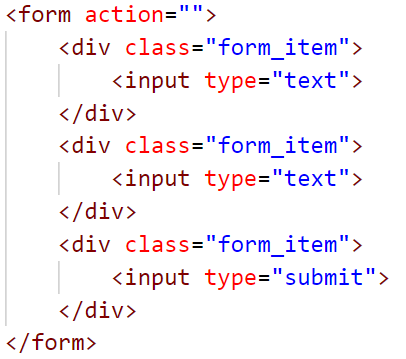 <form action="">
    <div class="form_item">
        <input type="text">
    </div>
    <div class="form_item">
        <input type="text">
    </div>
    <div class="form_item">
        <input type="submit">
    </div>
</form>